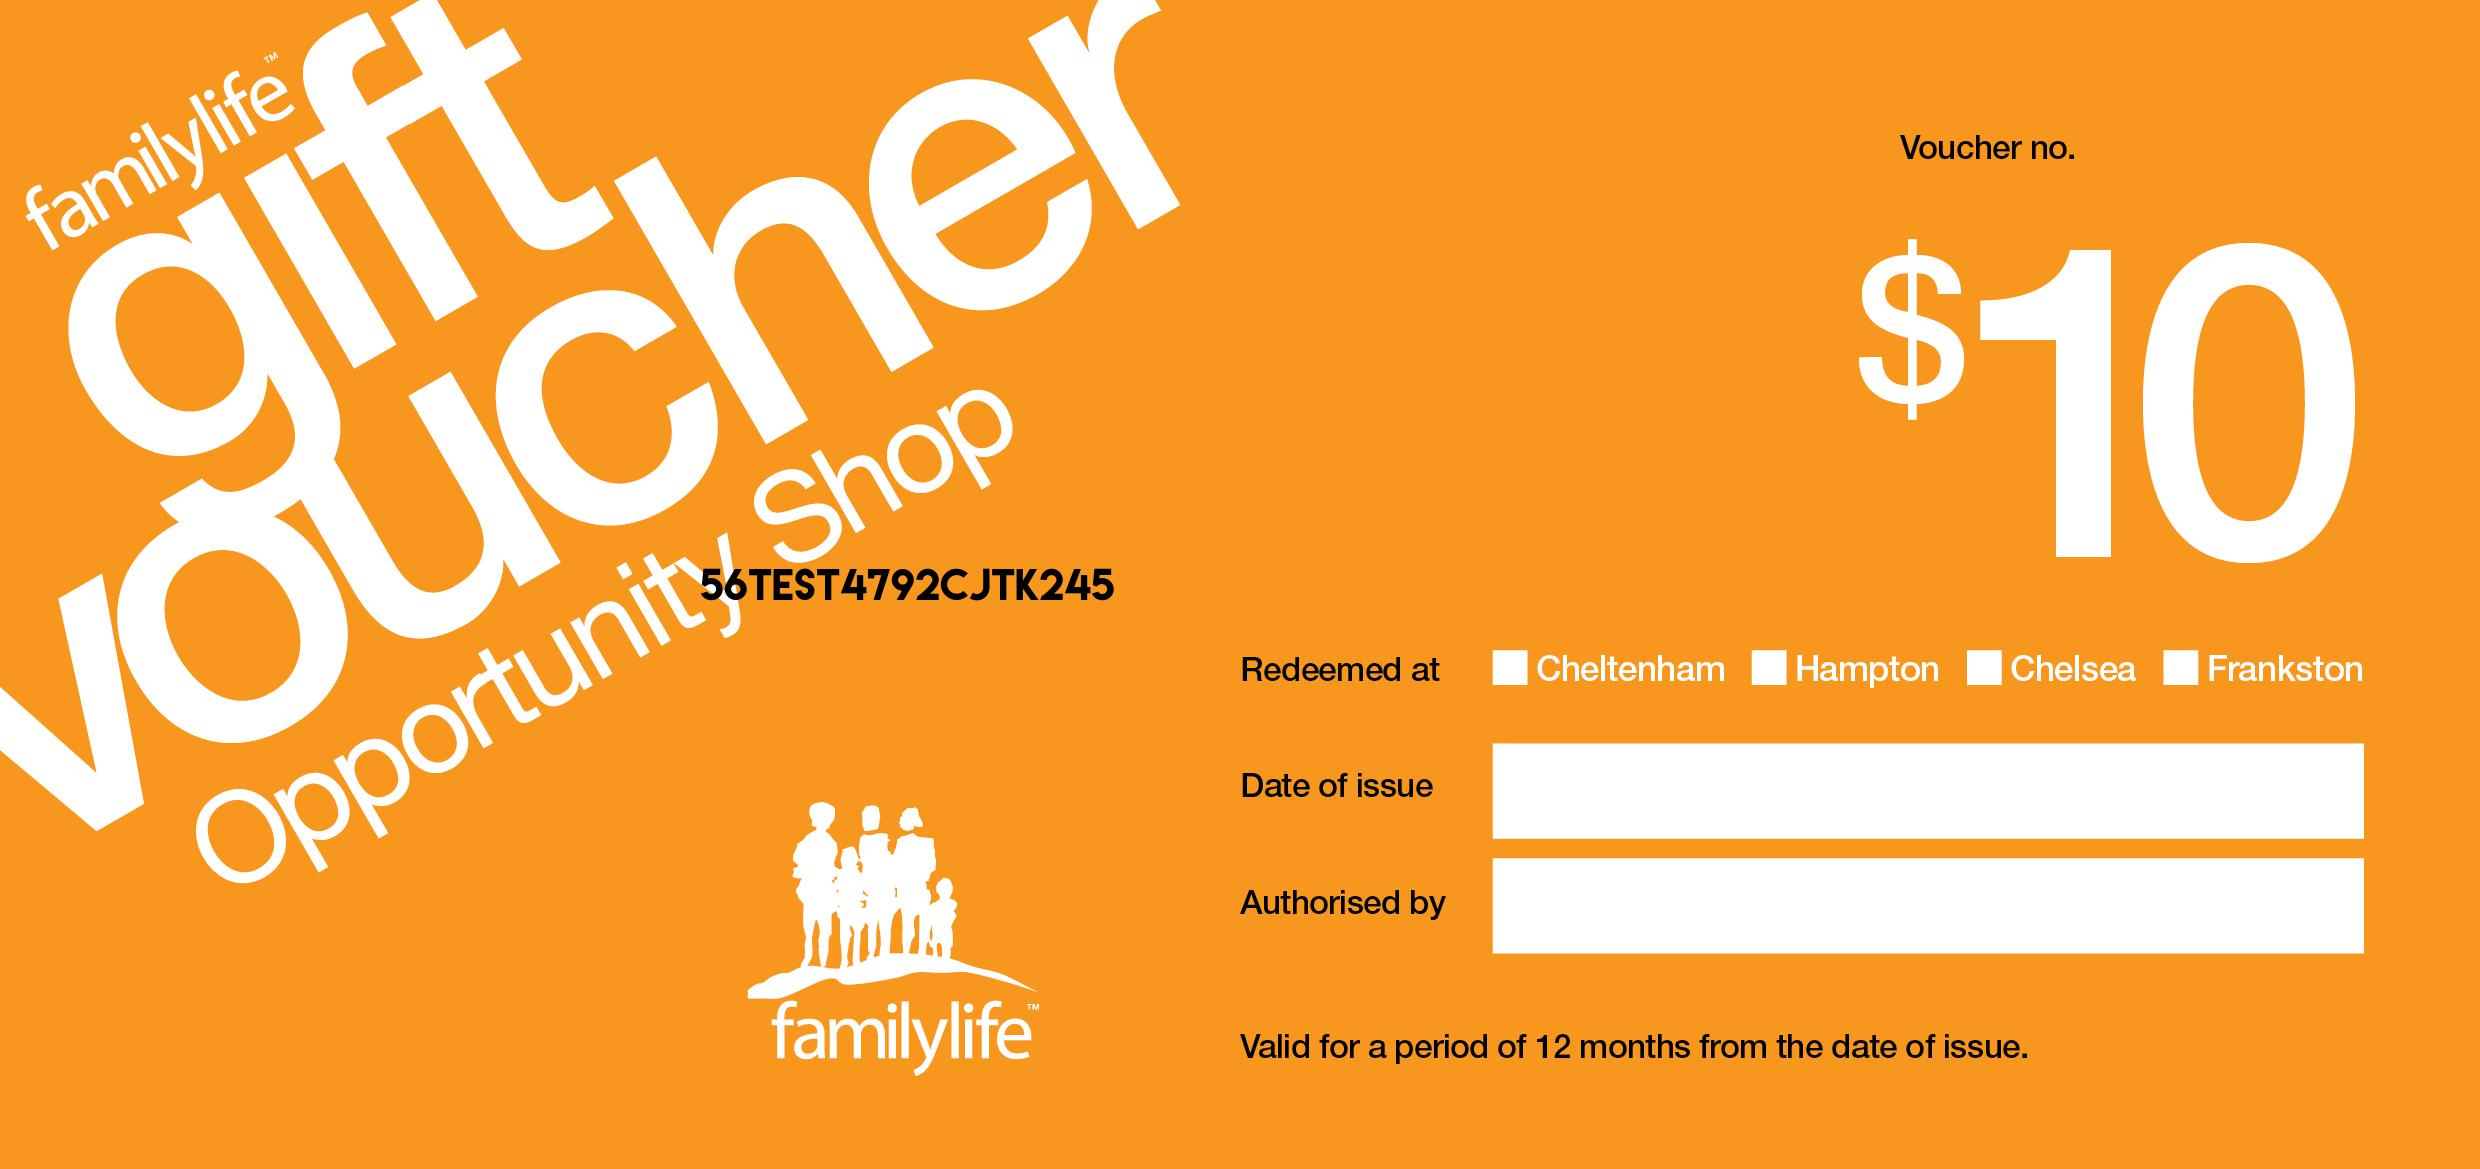 familylife™
gift
voucher
Opportunity Shop
56TEST4792CJTK245
familylife™
Voucher no.
$10
Redeemed at Cheltenham Hampton Chelsea Frankston
Date of issue
Authorised by
Valid for a period of 12 months from the date of issue.